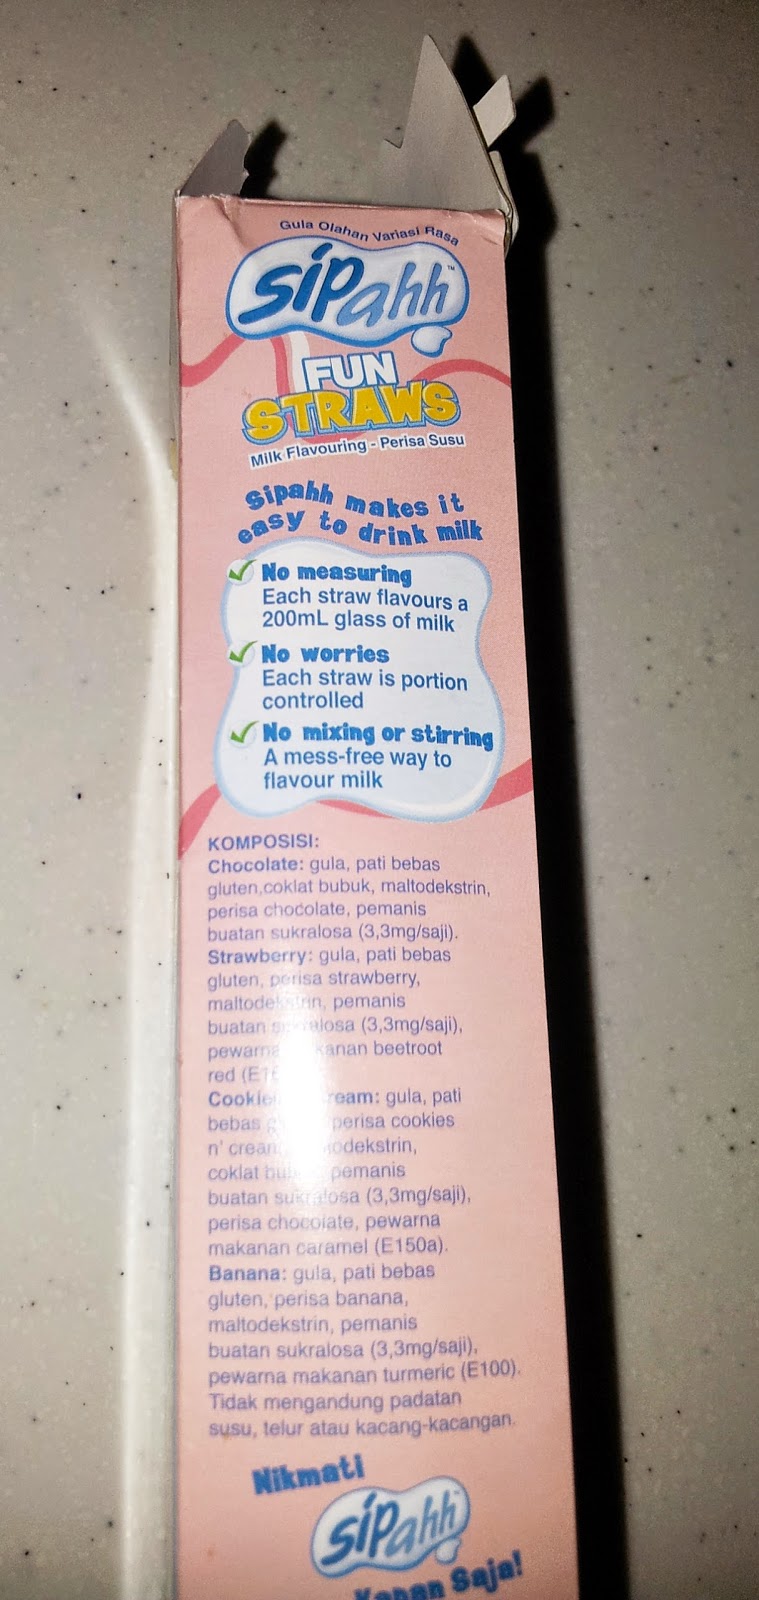 Gula Olahan Variasi Rasa
sipahh™
FUN
STRAWS
Milk Flavouring - Perisa Susu
Sipahh makes it
easy to drink milk
No measuring
Each straw flavours a
200mL glass of milk
No worries
Each straw is portion
controlled
No mixing or stirring
A mess-free way to
flavour milk
KOMPOSISI:
Chocolate: gula, pati bebas
gluten,coklat bubuk, maltodekstrin,
perisa chocolate, pemanis
buatan sukralosa (3,3mg/saji).
Strawberry: gula, pati bebas
gluten, perisa strawberry,
maltodekstrin, pemanis
buatan sukralosa (3,3mg/saji),
beetroot
red
gula, pati
bebas perisa cookies
n'
coklat pemanis
buatan sukralosa (3,3mg/saji),
perisa chocolate, pewarna
makanan caramel (E150a).
Banana: gula, pati bebas
gluten, perisa banana,
maltodekstrin, pemanis
buatan sukralosa (3,3mg/saji),
pewarna makanan turmeric (E100).
Tidak mengandung padatan
susu, telur atau kacang-kacangan.
Nikmati
sipahh™
Saja!